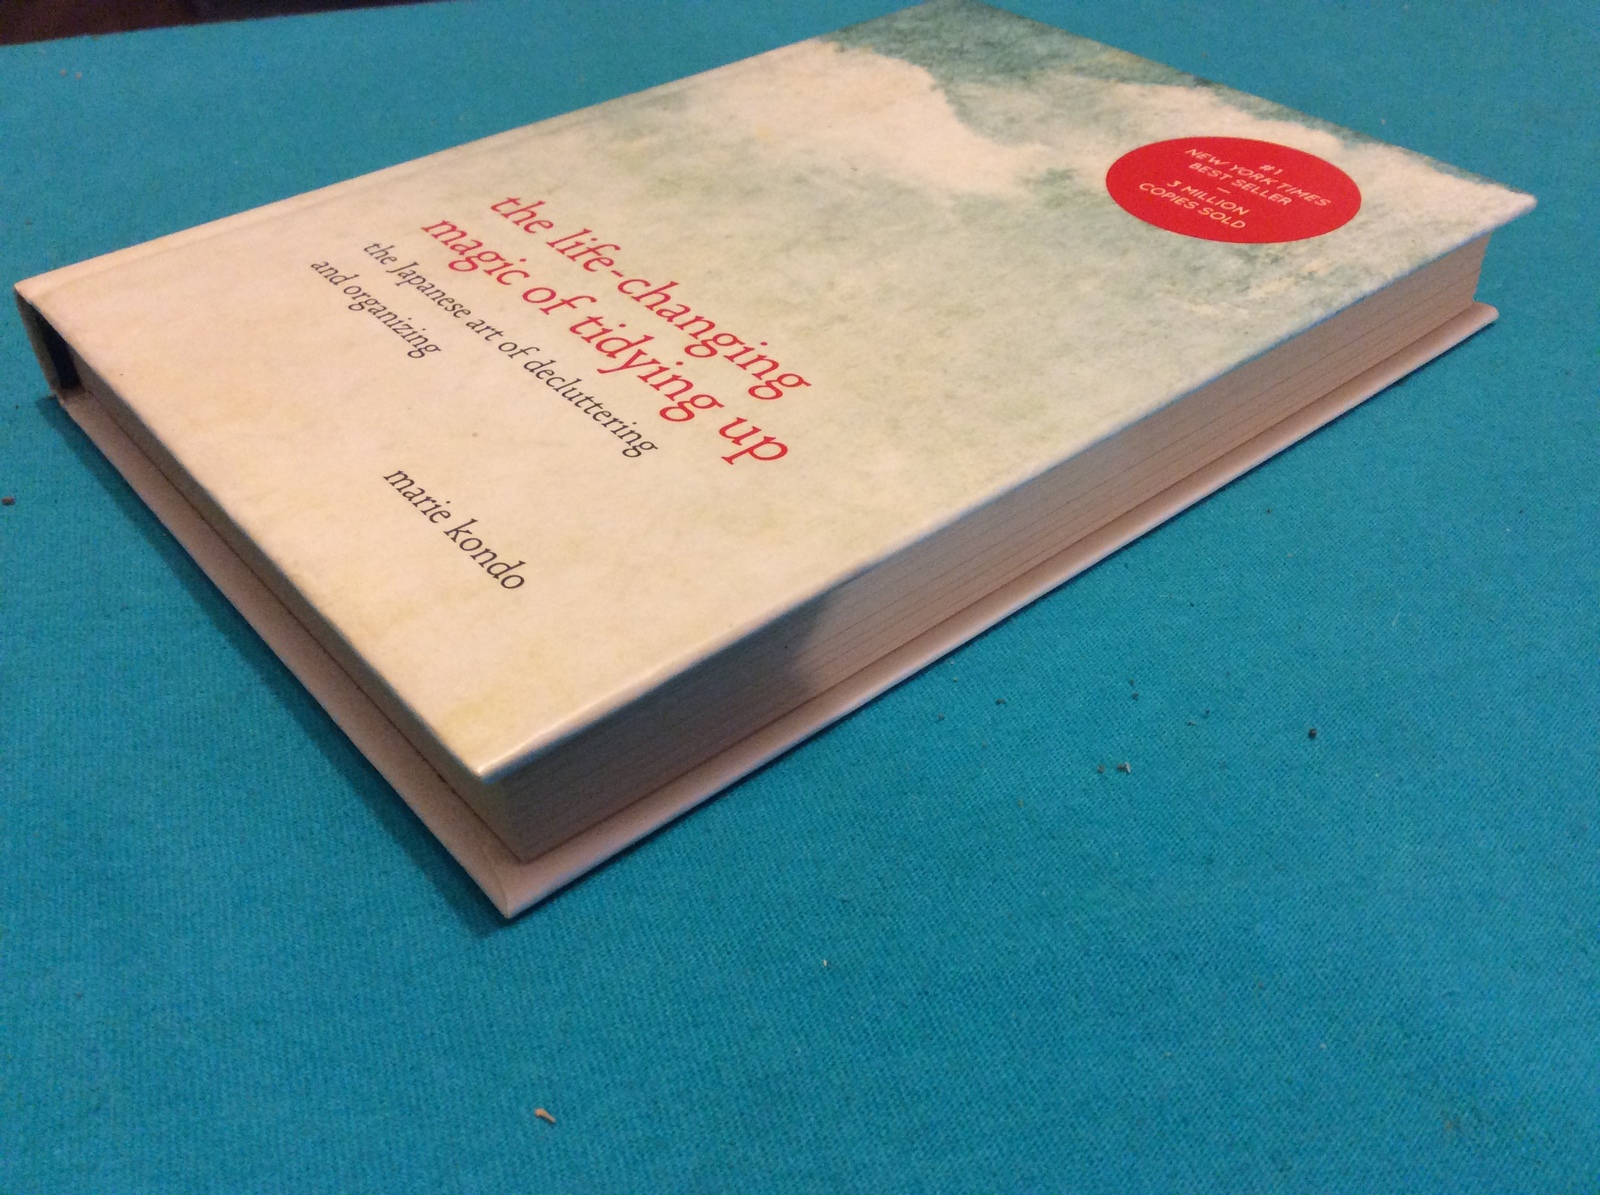 the life-changing
magic of tidying up
the Japanese art of decluttering
and organizing
marie kondo
#1
NEW YORK TIMES
BEST SELLER
—
3 MILLION
COPIES SOLD